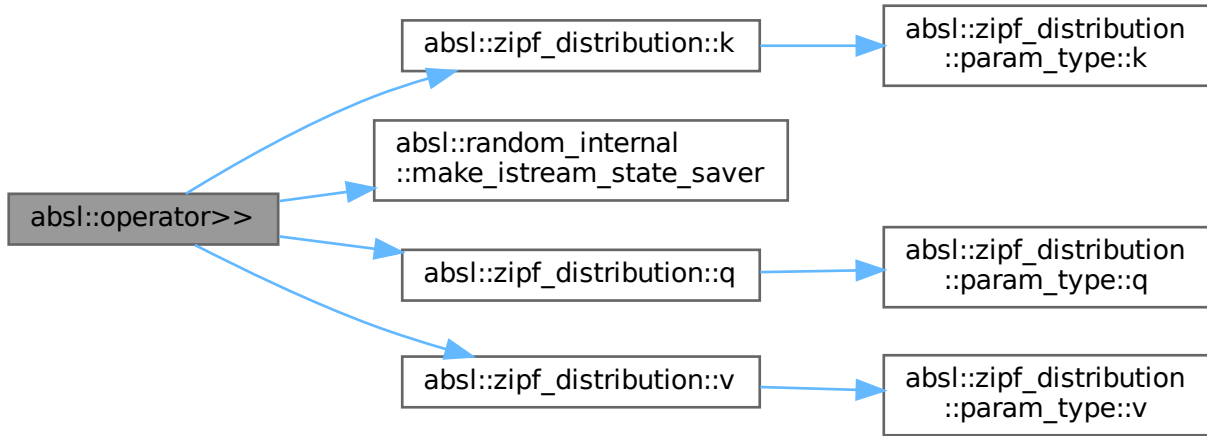 absl::operator>>
absl::zipf_distribution::k
absl::zipf_distribution
::param_type::k
absl::random_internal
::make_istream_state_saver
absl::zipf_distribution::q
absl::zipf_distribution
::param_type::q
absl::zipf_distribution::v
absl::zipf_distribution
::param_type::v